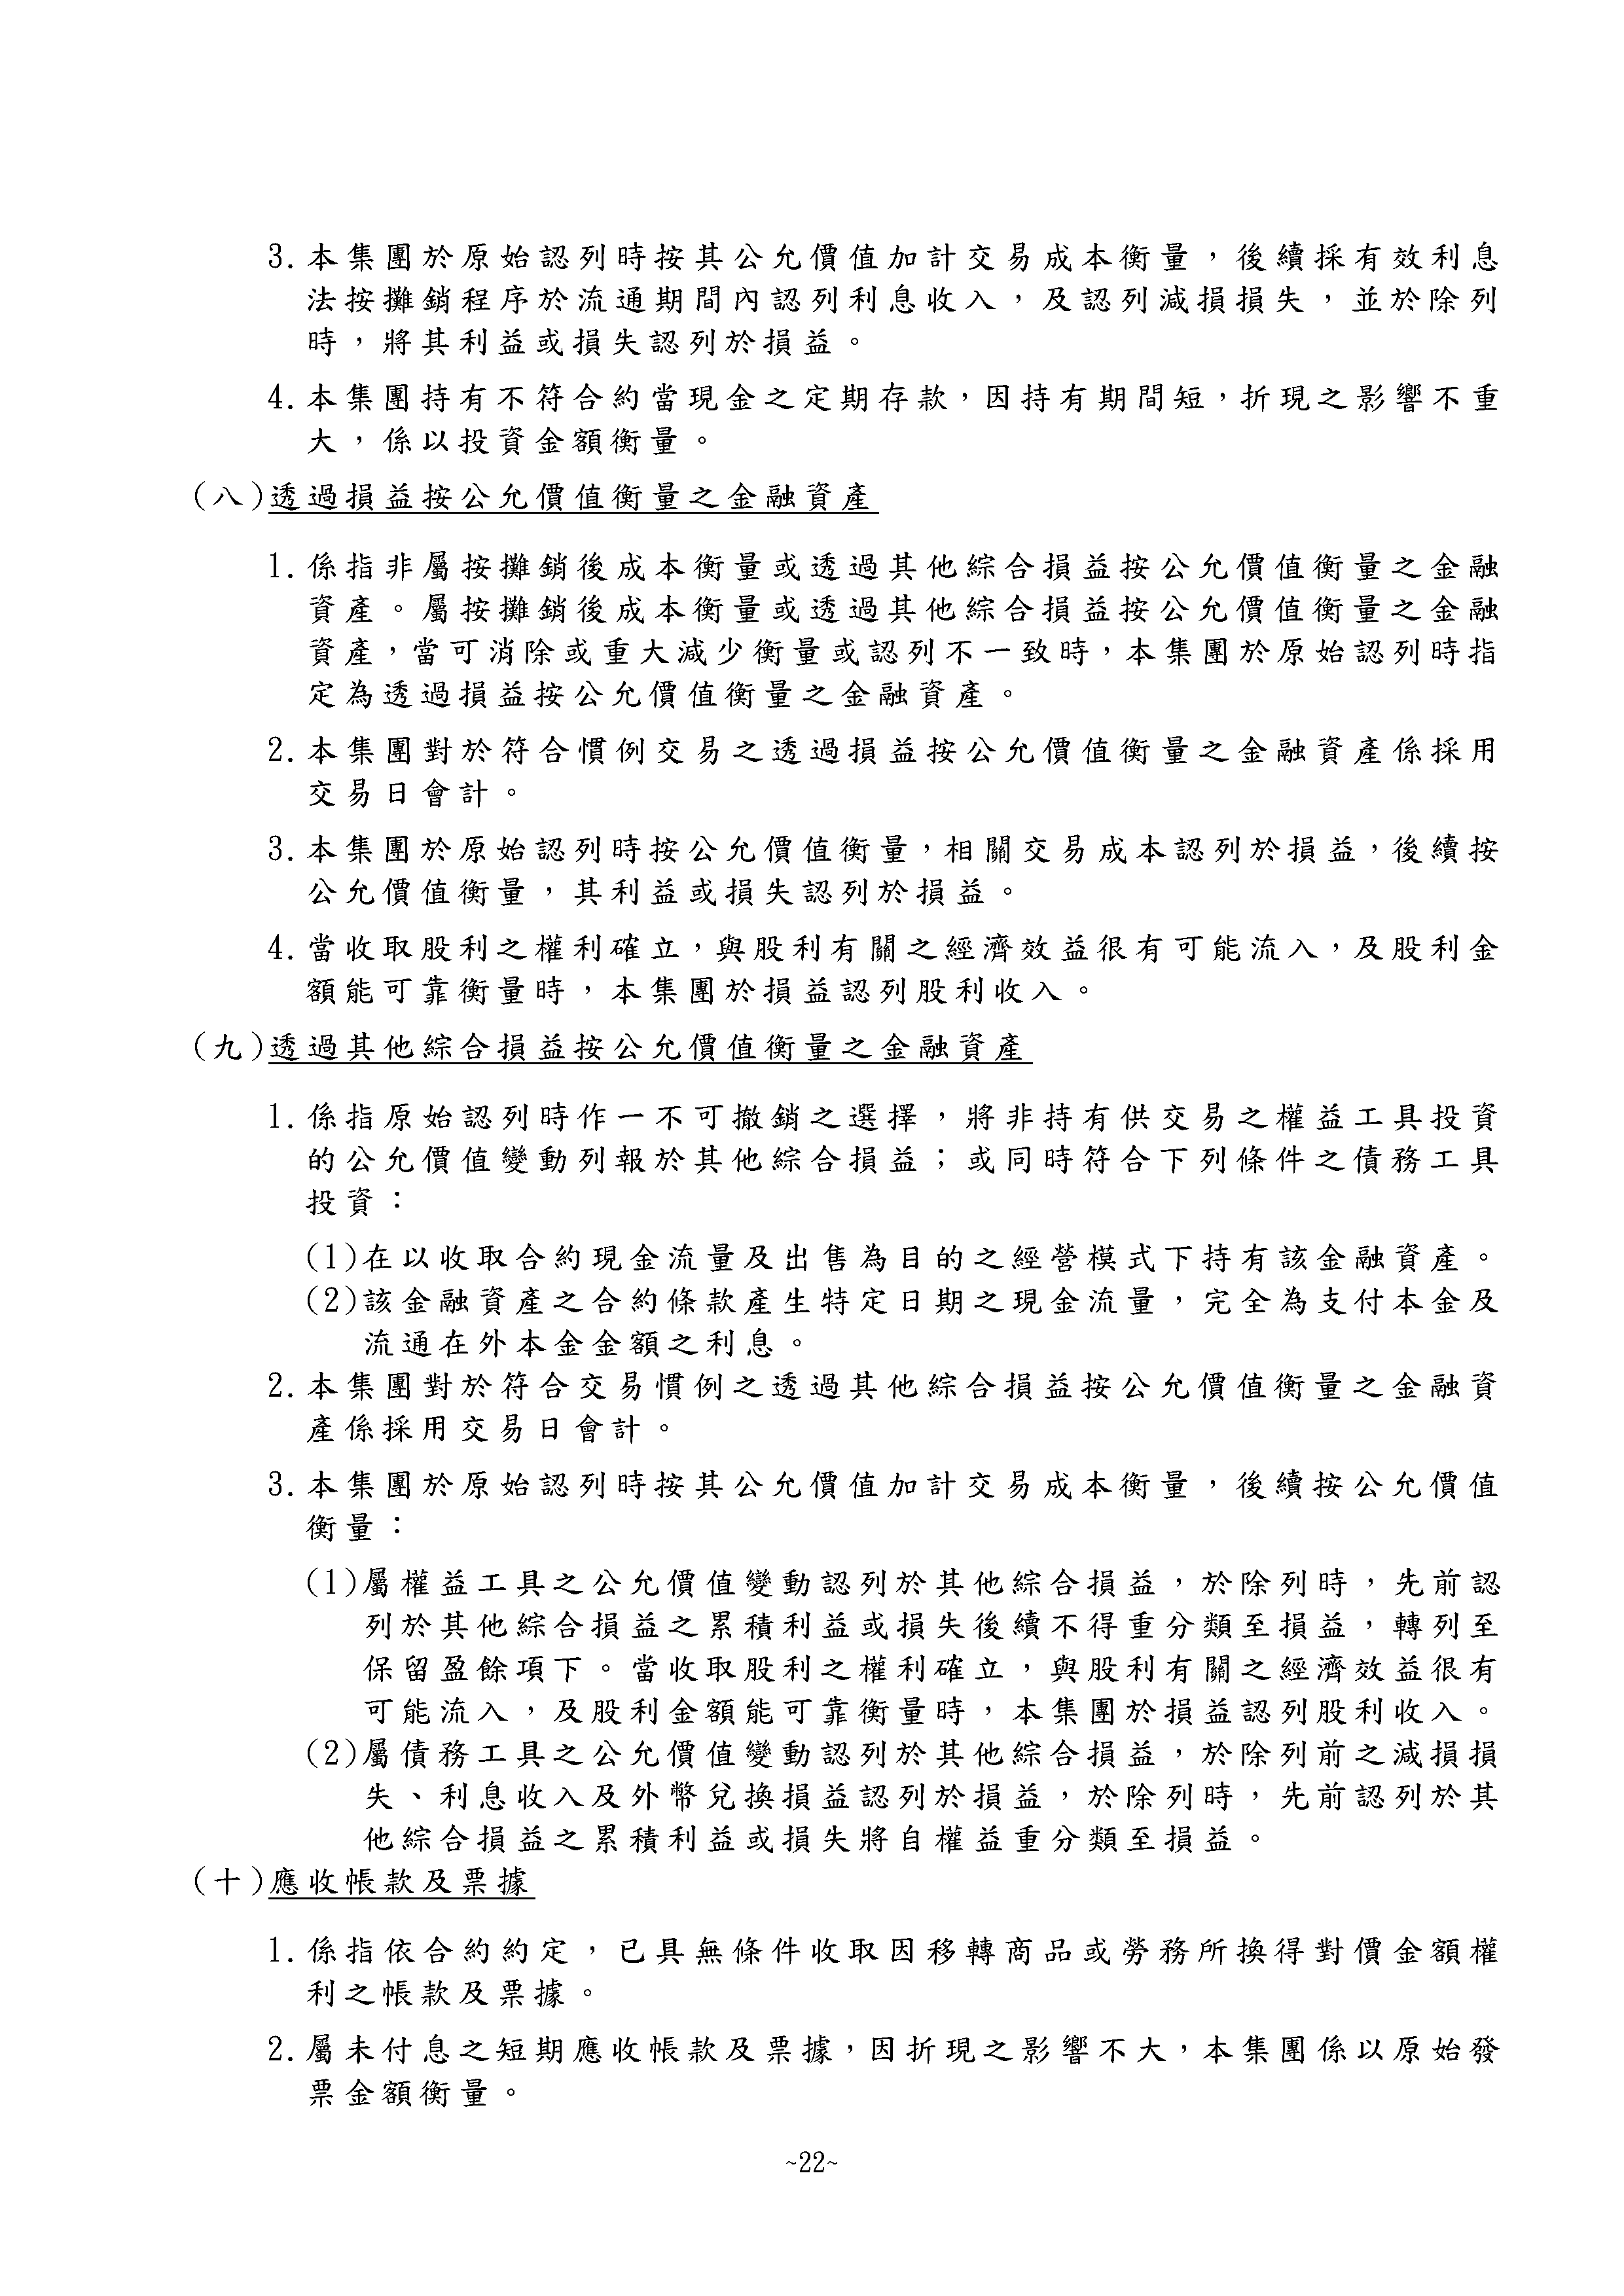 3.本集團於原始認列時按其公允價值加計交易成本衡量，後續採有效利息
法按攤銷程序於流通期間內認列利息收入，及認列減損損失，並於除列
時，將其利益或損失認列於損益。
4.本集團持有不符合約當現金之定期存款，因持有期間短，折現之影響不重
大，係以投資金額衡量。
(八)透過損益按公允價值衡量之金融資產
1.係指非屬按攤銷後成本衡量或透過其他綜合損益按公允價值衡量之金融
資產。屬按攤銷後成本衡量或透過其他綜合損益按公允價值衡量之金融
資產，當可消除或重大減少衡量或認列不一致時，本集團於原始認列時指
定為透過損益按公允價值衡量之金融資產。
2.本集團對於符合慣例交易之透過損益按公允價值衡量之金融資產係採用
交易日會計。
3.本集團於原始認列時按公允價值衡量，相關交易成本認列於損益，後續按
公允價值衡量，其利益或損失認列於損益。
4.當收取股利之權利確立，與股利有關之經濟效益很有可能流入，及股利金
額能可靠衡量時，本集團於損益認列股利收入。
(九)透過其他綜合損益按公允價值衡量之金融資產
1.係指原始認列時作一不可撤銷之選擇，將非持有供交易之權益工具投資
的公允價值變動列報於其他綜合損益；或同時符合下列條件之債務工具
投資：
(1)在以收取合約現金流量及出售為目的之經營模式下持有該金融資產。
(2)該金融資產之合約條款產生特定日期之現金流量，完全為支付本金及
流通在外本金金額之利息。
2.本集團對於符合交易慣例之透過其他綜合損益按公允價值衡量之金融資
產係採用交易日會計。
3.本集團於原始認列時按其公允價值加計交易成本衡量，後續按公允價值
衡量：
(1)屬權益工具之公允價值變動認列於其他綜合損益，於除列時，先前認
列於其他綜合損益之累積利益或損失後續不得重分類至損益，轉列至
保留盈餘項下。當收取股利之權利確立，與股利有關之經濟效益很有
可能流入，及股利金額能可靠衡量時，本集團於損益認列股利收入。
(2)屬債務工具之公允價值變動認列於其他綜合損益，於除列前之減損損
失、利息收入及外幣兌換損益認列於損益，於除列時，先前認列於其
他綜合損益之累積利益或損失將自權益重分類至損益。
(十)應收帳款及票據
1.係指依合約約定，已具無條件收取因移轉商品或勞務所換得對價金額權
利之帳款及票據。
2.屬未付息之短期應收帳款及票據，因折現之影響不大，本集團係以原始發
票金額衡量。
~22~